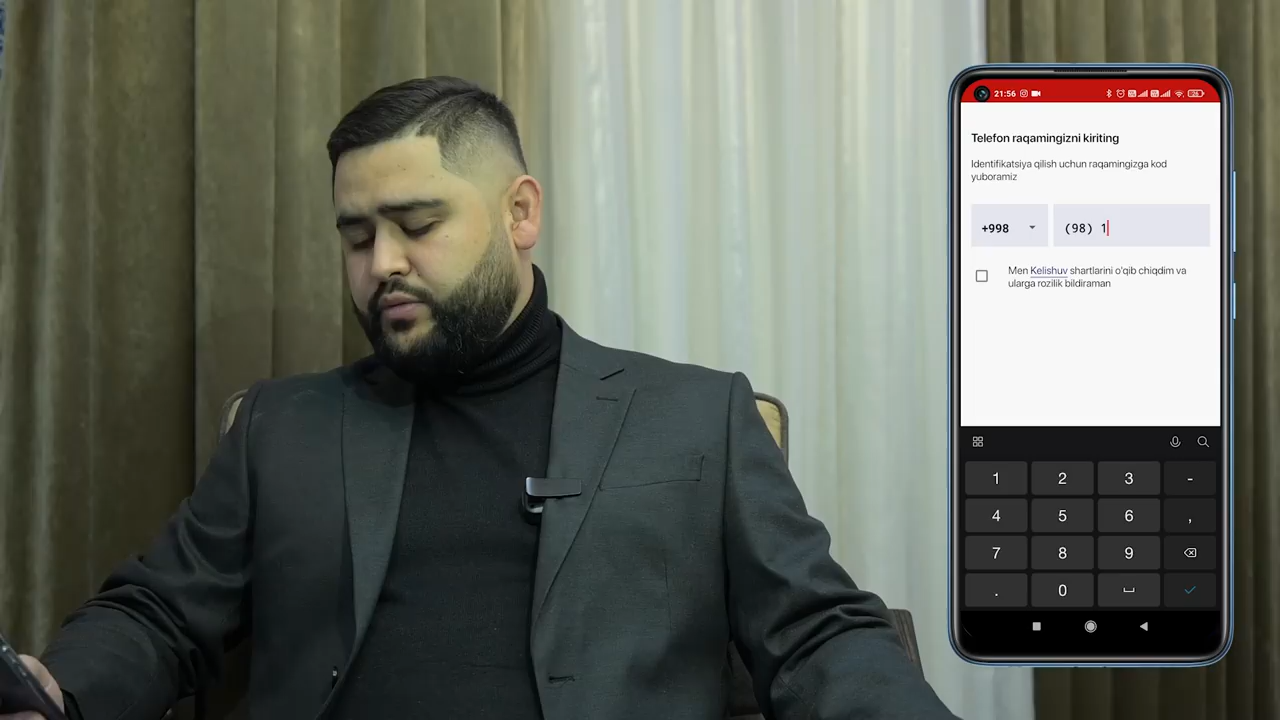 21:56
Telefon raqamingizni kiriting
Identifikatsiya qilish uchun raqamingizga kod
yuboramiz
+998 (98) 1
Men Kelishuv shartlarini o'qib chiqdim va
ularga rozilik bildiraman
1 2 3 -
4 5 6 ,
7 8 9
. 0